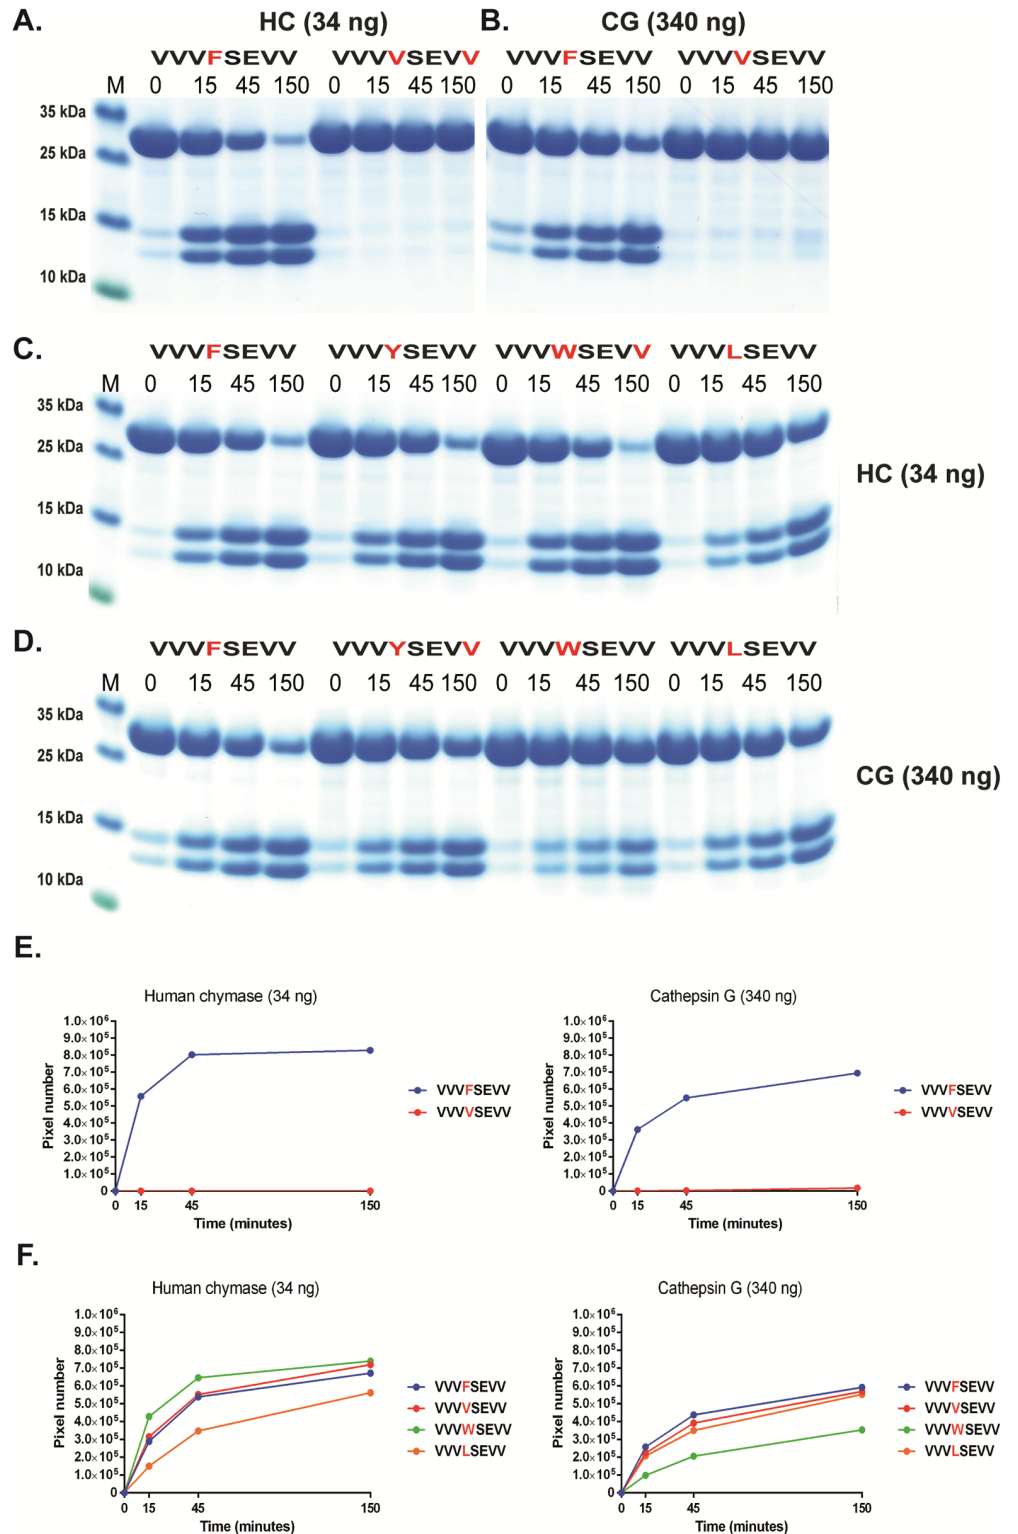 A. HC (34 ng) B. CG (340 ng)
VVVFSEVV VVVVSEVV VVVFSEVV VVVVSEVV
M 0 15 45 150 0 15 45 150 0 15 45 150 0 15 45 150
35 kDa
25 kDa
15 kDa
10 kDa
C.
VVVFSEVV VVVYSEVV VVVWSEVV VVVLSEVV
M 0 15 45 150 0 15 45 150 0 15 45 150 0 15 45 150
35 kDa
25 kDa
HC (34 ng)
15 kDa
10 kDa
D.
VVVFSEVV VVVYSEVV VVVWSEVV VVVLSEVV
M 0 15 45 150 0 15 45 150 0 15 45 150 0 15 45 150
35 kDa
25 kDa
CG (340 ng)
15 kDa
10 kDa
E.
Human chymase (34 ng)
Pixel number
1.0×10⁶
9.0×10⁵
8.0×10⁵
7.0×10⁵
6.0×10⁵
5.0×10⁵
4.0×10⁵
3.0×10⁵
2.0×10⁵
1.0×10⁵
0
0 15 45 150
Time (minutes)
VVVFSEVV
VVVVSEVV
Cathepsin G (340 ng)
Pixel number
1.0×10⁶
9.0×10⁵
8.0×10⁵
7.0×10⁵
6.0×10⁵
5.0×10⁵
4.0×10⁵
3.0×10⁵
2.0×10⁵
1.0×10⁵
0
0 15 45 150
Time (minutes)
VVVFSEVV
VVVVSEVV
F.
Human chymase (34 ng)
Pixel number
1.0×10⁶
9.0×10⁵
8.0×10⁵
7.0×10⁵
6.0×10⁵
5.0×10⁵
4.0×10⁵
3.0×10⁵
2.0×10⁵
1.0×10⁵
0
0 15 45 150
Time (minutes)
VVVFSEVV
VVVVSEVV
VVVWSEVV
VVVLSEVV
Cathepsin G (340 ng)
Pixel number
1.0×10⁶
9.0×10⁵
8.0×10⁵
7.0×10⁵
6.0×10⁵
5.0×10⁵
4.0×10⁵
3.0×10⁵
2.0×10⁵
1.0×10⁵
0
0 15 45 150
Time (minutes)
VVVFSEVV
VVVVSEVV
VVVWSEVV
VVVLSEVV